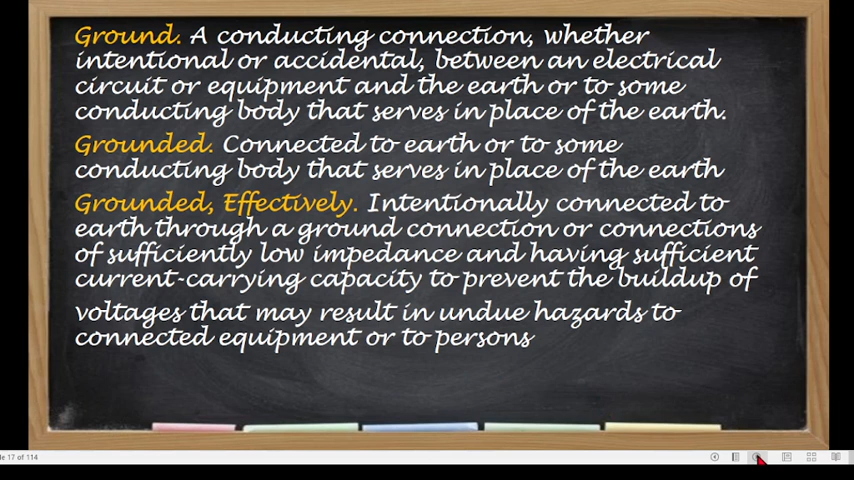 Ground. A conducting connection, whether
intentional or accidental, between an electrical
circuit or equipment and the earth or to some
conducting body that serves in place of the earth.
Grounded. Connected to earth or to some
conducting body that serves in place of the earth
Grounded, Effectively. Intentionally connected to
earth through a ground connection or connections
of sufficiently low impedance and having sufficient
current-carrying capacity to prevent the buildup of
voltages that may result in undue hazards to
connected equipment or to persons
17 of 114